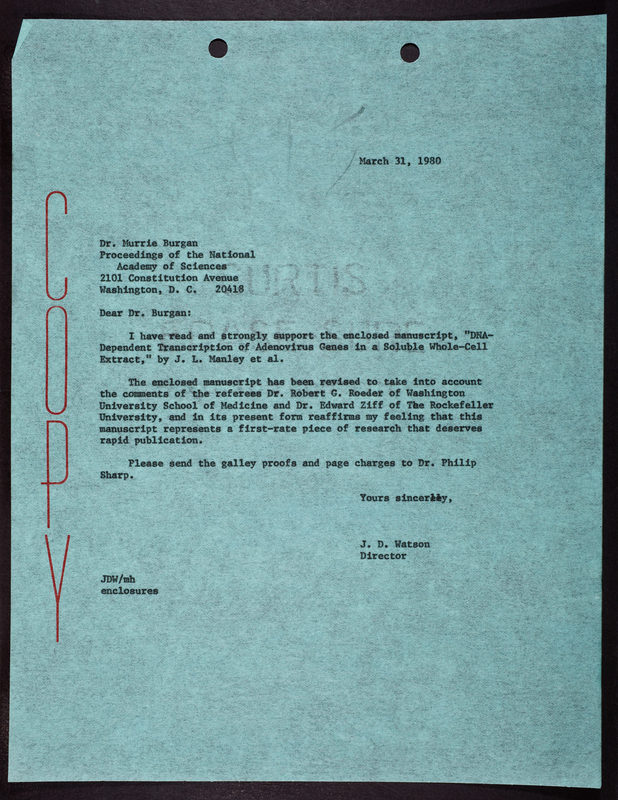 March 31, 1980
COPY
Dr. Murrie Burgan
Proceedings of the National
Academy of Sciences
2101 Constitution Avenue
Washington, D. C. 20418
CURTIS
Dear Dr. Burgan:
I have read and strongly support the enclosed manuscript, "DNA-
Dependent Transcription of Adenovirus Genes in a Soluble Whole-Cell
Extract," by J. L. Manley et al.
The enclosed manuscript has been revised to take into account
the comments of the referees Dr. Robert G. Roeder of Washington
University School of Medicine and Dr. Edward Ziff of The Rockefeller
University, and in its present form reaffirms my feeling that this
manuscript represents a first-rate piece of research that deserves
rapid publication.
Please send the galley proofs and page charges to Dr. Philip
Sharp.
Yours sincerely,
J. D. Watson
Director
JDW/mh
enclosures